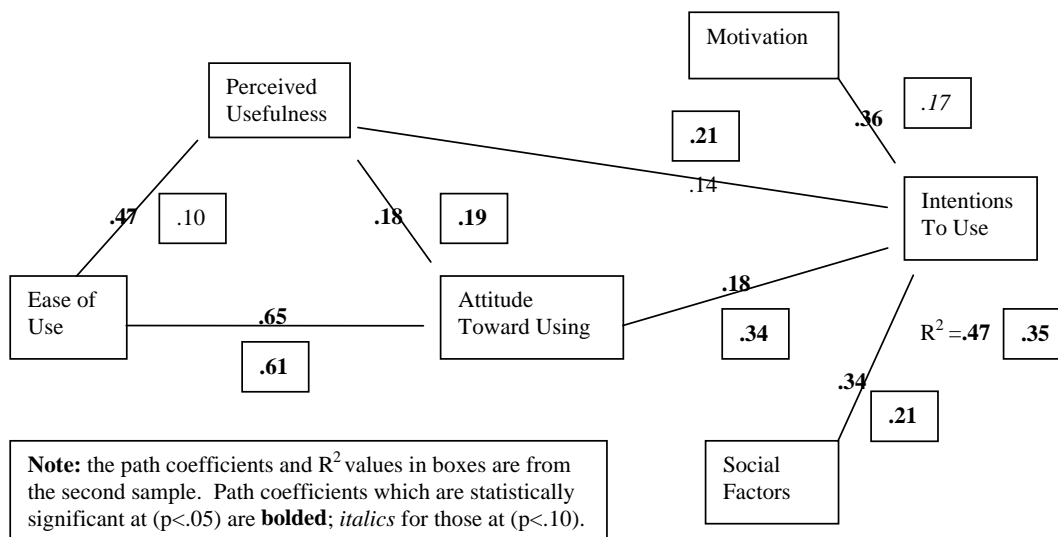 Motivation
Perceived
Usefulness
.36
.17
.21
.14
.47
.10
.18
.19
Intentions
To Use
Ease of
Use
Attitude
Toward Using
.65
.61
.18
.34
R² =.47
.35
.34
.21
Social
Factors
Note: the path coefficients and R² values in boxes are from
the second sample. Path coefficients which are statistically
significant at (p<.05) are bolded; italics for those at (p<.10).